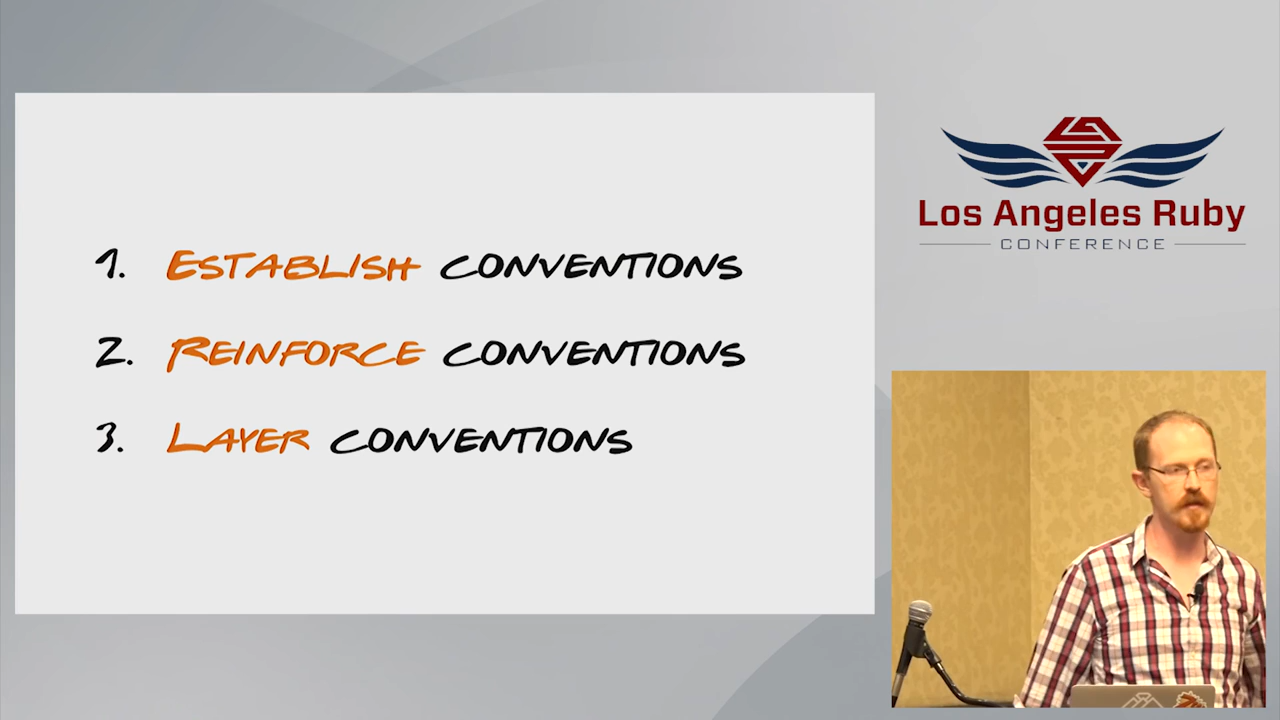 1. ESTABLISH CONVENTIONS
2. REINFORCE CONVENTIONS
3. LAYER CONVENTIONS
Los Angeles Ruby
CONFERENCE